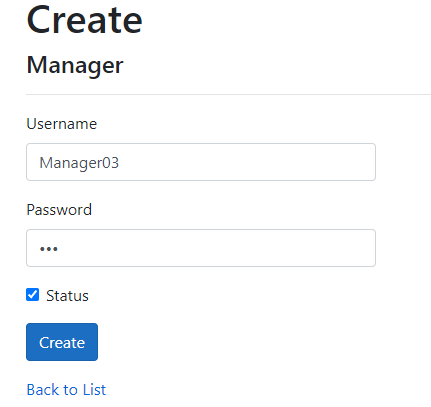 Create
Manager
Username
Manager03
Password
•••
Status
Create
Back to List